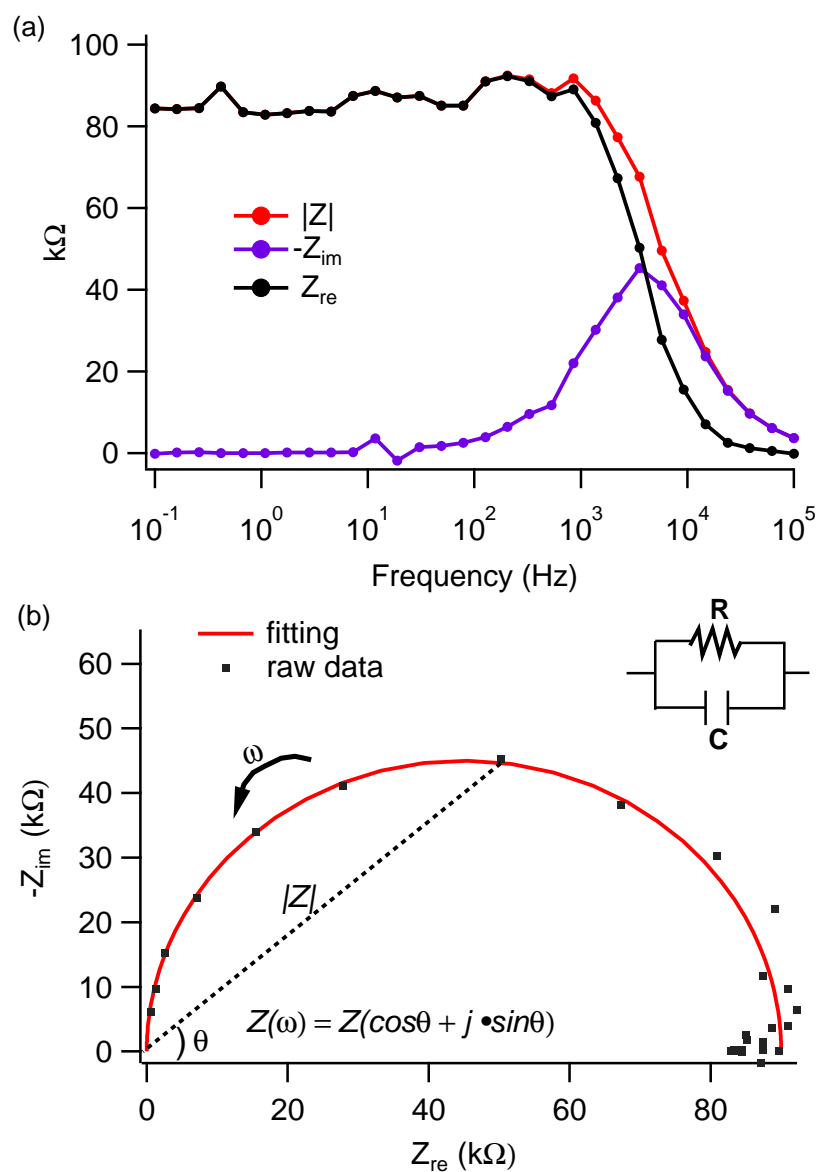 (a)
100
80
60
40
20
0
kΩ
|Z|
-Z_im
Z_re
10^-1
10^0
10^1
10^2
10^3
10^4
10^5
Frequency (Hz)
(b)
fitting
raw data
R
C
60
50
40
30
20
10
0
-Z_im (kΩ)
ω
|Z|
θ
Z(ω) = Z(cosθ + j •sinθ)
0
20
40
60
80
Z_re (kΩ)